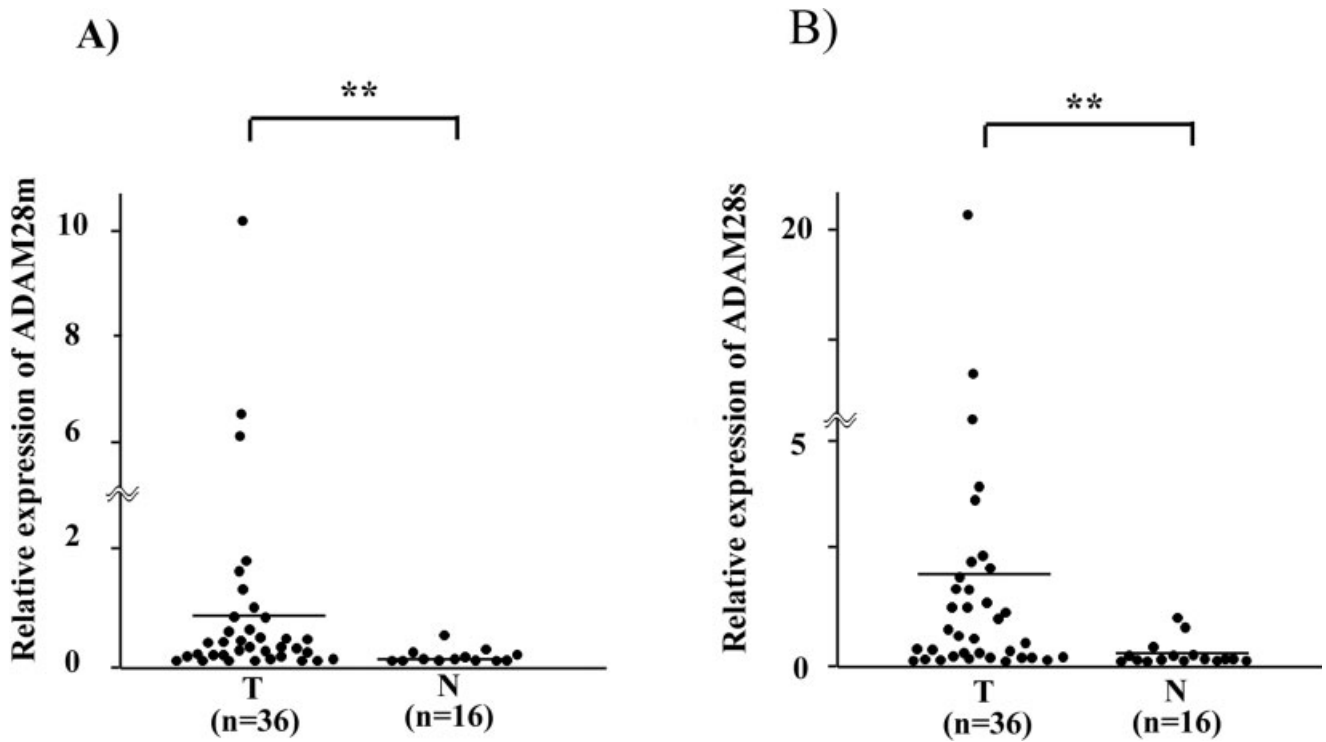 A)
**
Relative expression of ADAM28m
10
8
6
2
0
T
(n=36)
N
(n=16)
B)
**
Relative expression of ADAM28s
20
5
0
T
(n=36)
N
(n=16)